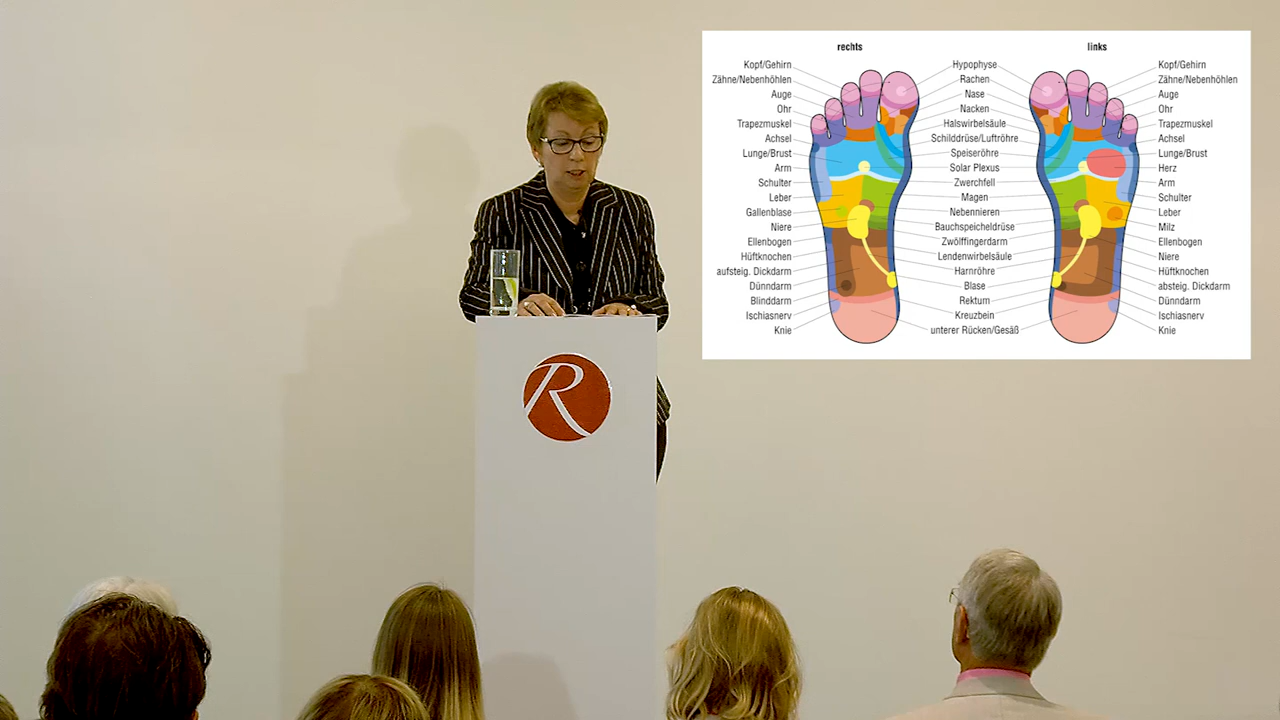 rechts
links
Kopf/Gehirn
Zähne/Nebenhöhlen
Auge
Ohr
Trapezmuskel
Achsel
Lunge/Brust
Arm
Schulter
Leber
Gallenblase
Niere
Ellenbogen
Hüftknochen
aufsteig. Dickdarm
Dünndarm
Blinddarm
Ischiasnerv
Knie
Hypophyse
Rachen
Nase
Nacken
Halswirbelsäule
Schilddrüse/Luftröhre
Speiseröhre
Solar Plexus
Zwerchfell
Magen
Nebennieren
Bauchspeicheldrüse
Zwölffingerdarm
Lendenwirbelsäule
Harnröhre
Blase
Rektum
Kreuzbein
unterer Rücken/Gesäß
Kopf/Gehirn
Zähne/Nebenhöhlen
Auge
Ohr
Trapezmuskel
Achsel
Lunge/Brust
Herz
Arm
Schulter
Leber
Milz
Ellenbogen
Niere
Hüftknochen
absteig. Dickdarm
Dünndarm
Ischiasnerv
Knie
R